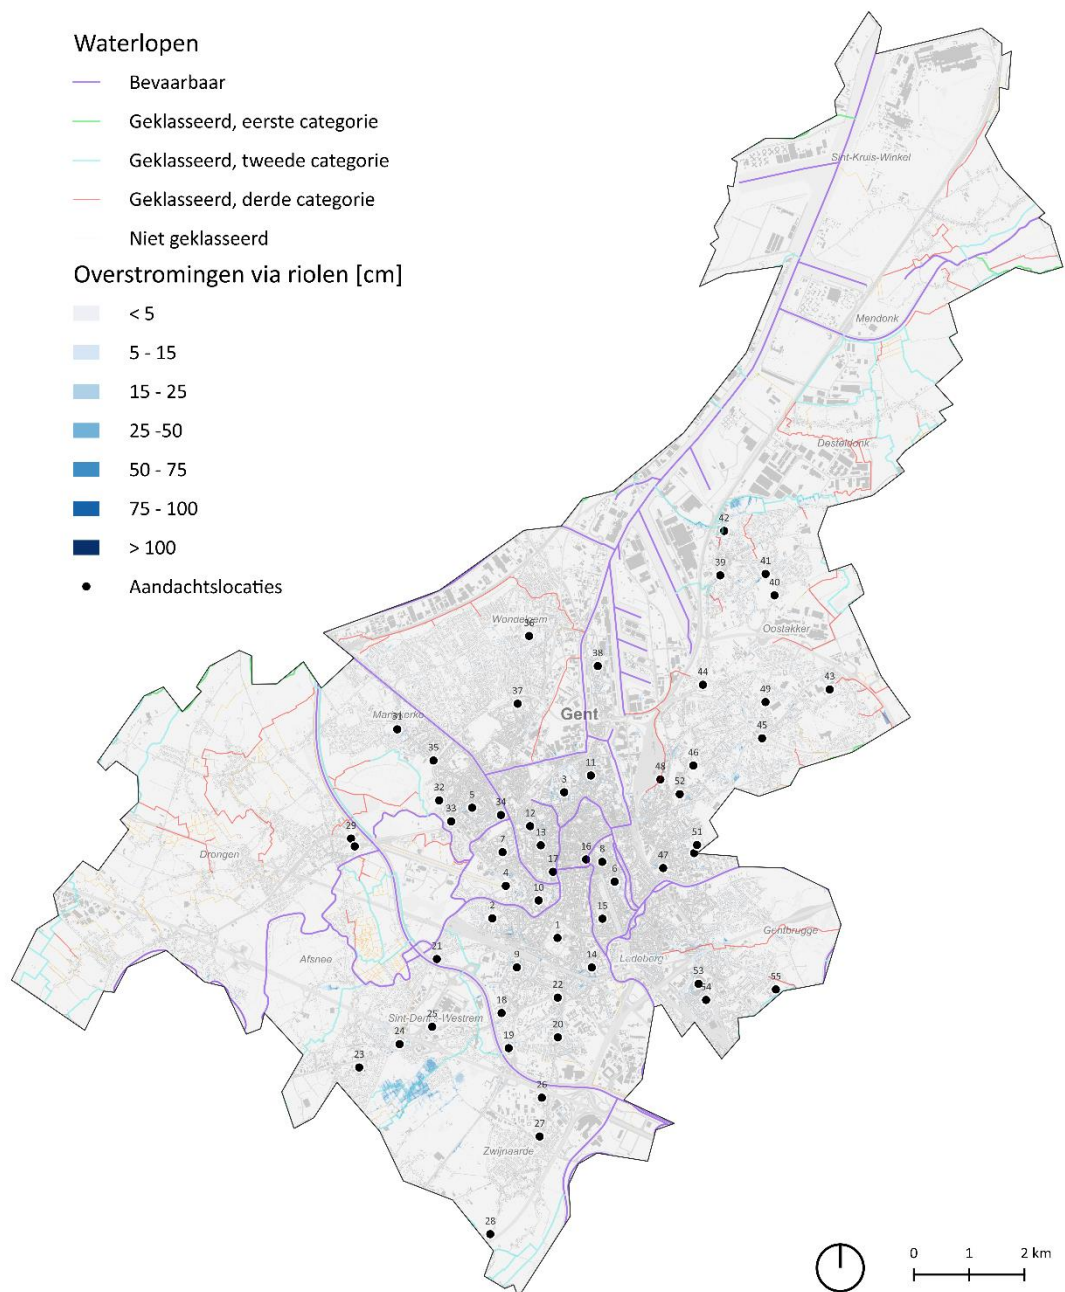 Waterlopen
Bevaarbaar
Geklasseerd, eerste categorie
Geklasseerd, tweede categorie
Geklasseerd, derde categorie
Niet geklasseerd
Overstromingen via riolen [cm]
< 5
5 - 15
15 - 25
25 -50
50 - 75
75 - 100
> 100
Aandachtslocaties
Sint-Kruis-Winkel
Mendonk
Desteldonk
42
39
41
40
Oostakker
Wondelgem
36
38
44
43
37
49
Gent
Mariakerke
31
45
35
46
11
48
3
52
32
5
33
34
12
29
13
51
Drongen
7
16
8
47
17
4
6
10
2
15
1
Gentbrugge
21
Afsnee
9
14
Ledeberg
53
54
55
22
18
Sint-Denijs-Westrem
25
24
20
19
23
26
27
Zwijnaarde
28
0 1 2 km